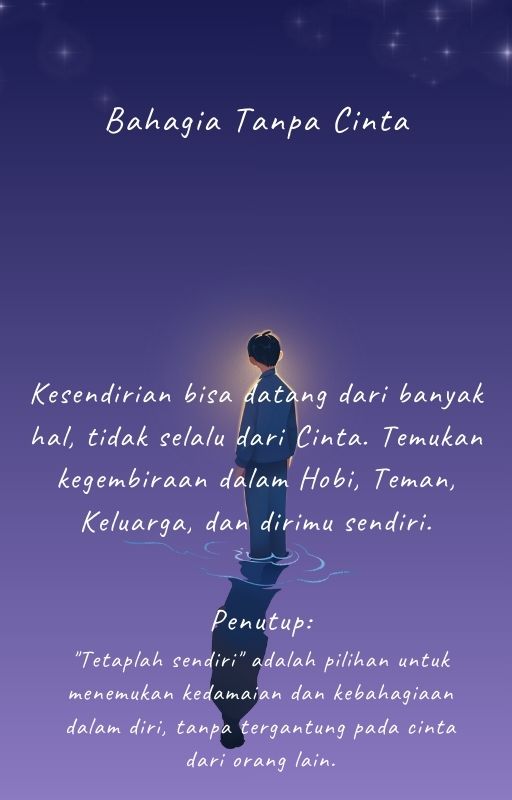 Bahagia Tanpa Cinta
Kesendirian bisa datang dari banyak
hal, tidak selalu dari Cinta. Temukan
kegembiraan dalam Hobi, Teman,
Keluarga, dan dirimu sendiri.
Penutup:
"Tetaplah sendiri" adalah pilihan untuk
menemukan kedamaian dan kebahagiaan
dalam diri, tanpa tergantung pada cinta
dari orang lain.